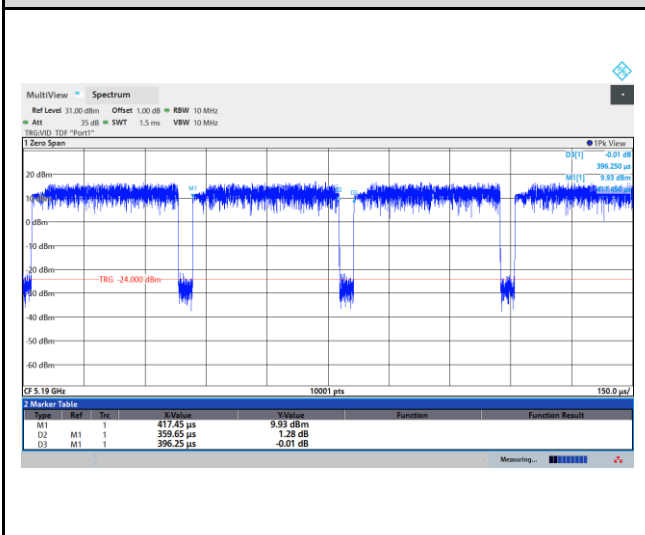 MultiView Spectrum
Ref Level 31.00 dBm Offset 1.00 dB RBW 10 MHz
Att 35 dB SWT 1.5 ms VBW 10 MHz
TRG:VID TDF "Port1"
1 Zero Span 1Pk View
D3[1] -0.01 dB
396.250 µs
M1[1] 9.93 dBm
417.450 µs
20 dBm
M1
D3
10 dBm
0 dBm
-10 dBm
-20 dBm
TRG -24.000 dBm
-30 dBm
-40 dBm
-50 dBm
-60 dBm
CF 5.19 GHz 10001 pts 150.0 µs/
2 Marker Table
Type Ref Trc X-Value Y-Value Function Function Result
M1 1 417.45 µs 9.93 dBm
D2 M1 1 359.65 µs 1.28 dB
D3 M1 1 396.25 µs -0.01 dB
Measuring...